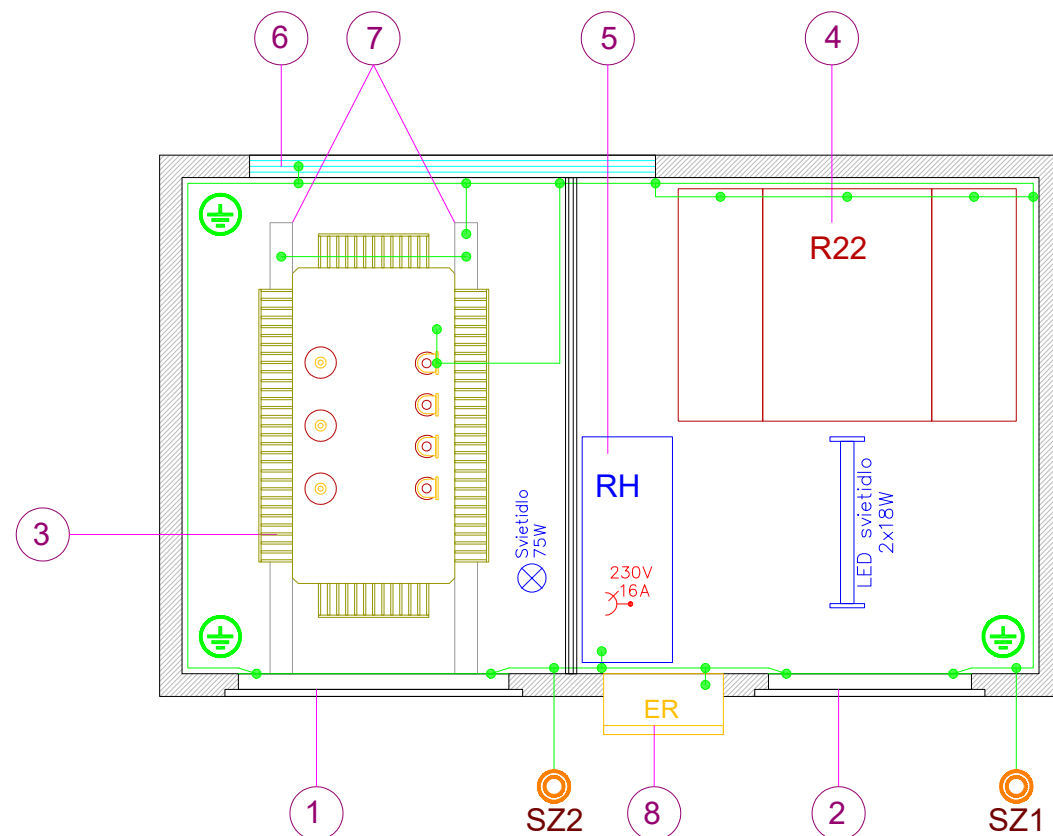 6
7
5
4
R22
RH
3
Svietidlo
75W
LED svietidlo
2x18W
230V
16A
ER
1
SZ2
8
2
SZ1